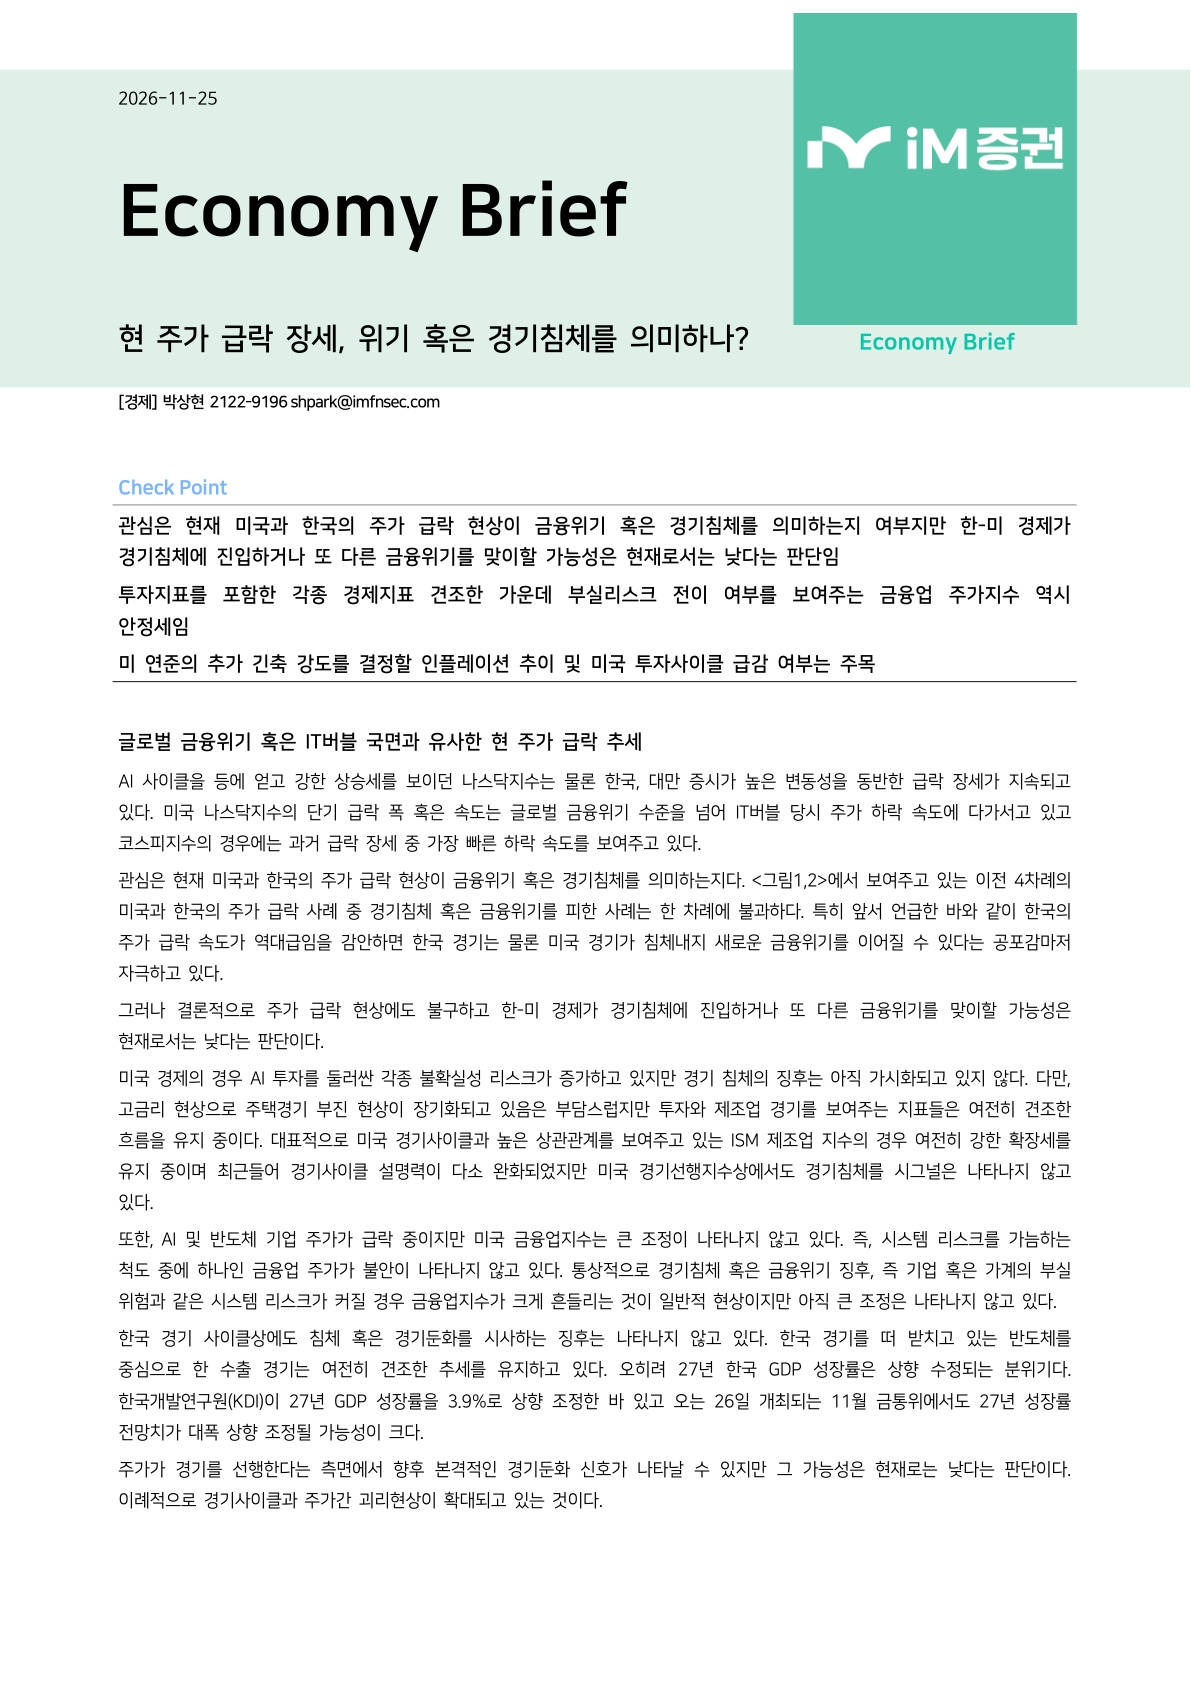 2026-11-25
iM증권
Economy Brief
현 주가 급락 장세, 위기 혹은 경기침체를 의미하나?
Economy Brief
[경제] 박상현 2122-9196 shpark@imfnsec.com
Check Point
관심은 현재 미국과 한국의 주가 급락 현상이 금융위기 혹은 경기침체를 의미하는지 여부지만 한-미 경제가
경기침체에 진입하거나 또 다른 금융위기를 맞이할 가능성은 현재로서는 낮다는 판단임
투자지표를 포함한 각종 경제지표 견조한 가운데 부실리스크 전이 여부를 보여주는 금융업 주가지수 역시
안정세임
미 연준의 추가 긴축 강도를 결정할 인플레이션 추이 및 미국 투자사이클 급감 여부는 주목
글로벌 금융위기 혹은 IT버블 국면과 유사한 현 주가 급락 추세
AI 사이클을 등에 얻고 강한 상승세를 보이던 나스닥지수는 물론 한국, 대만 증시가 높은 변동성을 동반한 급락 장세가 지속되고
있다. 미국 나스닥지수의 단기 급락 폭 혹은 속도는 글로벌 금융위기 수준을 넘어 IT버블 당시 주가 하락 속도에 다가서고 있고
코스피지수의 경우에는 과거 급락 장세 중 가장 빠른 하락 속도를 보여주고 있다.
관심은 현재 미국과 한국의 주가 급락 현상이 금융위기 혹은 경기침체를 의미하는지다. <그림1,2>에서 보여주고 있는 이전 4차례의
미국과 한국의 주가 급락 사례 중 경기침체 혹은 금융위기를 피한 사례는 한 차례에 불과하다. 특히 앞서 언급한 바와 같이 한국의
주가 급락 속도가 역대급임을 감안하면 한국 경기는 물론 미국 경기가 침체내지 새로운 금융위기를 이어질 수 있다는 공포감마저
자극하고 있다.
그러나 결론적으로 주가 급락 현상에도 불구하고 한-미 경제가 경기침체에 진입하거나 또 다른 금융위기를 맞이할 가능성은
현재로서는 낮다는 판단이다.
미국 경제의 경우 AI 투자를 둘러싼 각종 불확실성 리스크가 증가하고 있지만 경기 침체의 징후는 아직 가시화되고 있지 않다. 다만,
고금리 현상으로 주택경기 부진 현상이 장기화되고 있음은 부담스럽지만 투자와 제조업 경기를 보여주는 지표들은 여전히 견조한
흐름을 유지 중이다. 대표적으로 미국 경기사이클과 높은 상관관계를 보여주고 있는 ISM 제조업 지수의 경우 여전히 강한 확장세를
유지 중이며 최근들어 경기사이클 설명력이 다소 완화되었지만 미국 경기선행지수상에서도 경기침체를 시그널은 나타나지 않고
있다.
또한, AI 및 반도체 기업 주가가 급락 중이지만 미국 금융업지수는 큰 조정이 나타나지 않고 있다. 즉, 시스템 리스크를 가늠하는
척도 중에 하나인 금융업 주가가 불안이 나타나지 않고 있다. 통상적으로 경기침체 혹은 금융위기 징후, 즉 기업 혹은 가계의 부실
위험과 같은 시스템 리스크가 커질 경우 금융업지수가 크게 흔들리는 것이 일반적 현상이지만 아직 큰 조정은 나타나지 않고 있다.
한국 경기 사이클상에도 침체 혹은 경기둔화를 시사하는 징후는 나타나지 않고 있다. 한국 경기를 떠 받치고 있는 반도체를
중심으로 한 수출 경기는 여전히 견조한 추세를 유지하고 있다. 오히려 27년 한국 GDP 성장률은 상향 수정되는 분위기다.
한국개발연구원(KDI)이 27년 GDP 성장률을 3.9%로 상향 조정한 바 있고 오는 26일 개최되는 11월 금통위에서도 27년 성장률
전망치가 대폭 상향 조정될 가능성이 크다.
주가가 경기를 선행한다는 측면에서 향후 본격적인 경기둔화 신호가 나타날 수 있지만 그 가능성은 현재로는 낮다는 판단이다.
이례적으로 경기사이클과 주가간 괴리현상이 확대되고 있는 것이다.